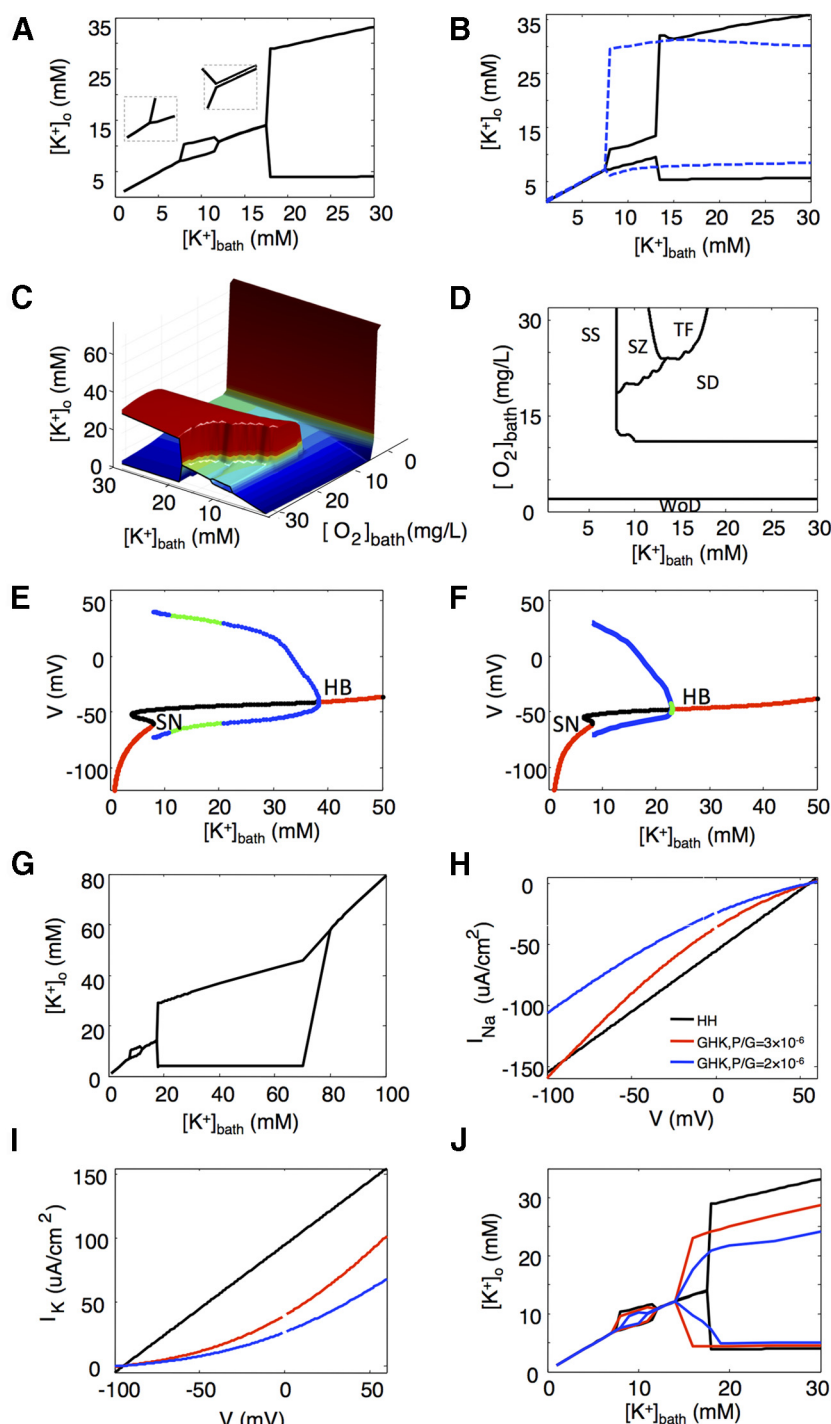 A
35
25
15
5
[K⁺]ₒ (mM)
0 5 10 15 20 25 30
[K⁺]bath (mM)
B
35
25
15
5
[K⁺]ₒ (mM)
5 10 15 20 25 30
[K⁺]bath (mM)
C
60
40
20
0
[K⁺]ₒ (mM)
30 20 10
[K⁺]bath (mM)
30 20 10 0
[ O₂]bath(mg/L)
D
30
15
0
[ O₂]bath(mg/L)
SS
SZ
TF
SD
WoD
5 10 15 20 25 30
[K⁺]bath (mM)
E
50
0
-50
-100
V (mV)
SN
HB
0 10 20 30 40 50
[K⁺]bath (mM)
F
50
0
-50
-100
V (mV)
SN
HB
0 10 20 30 40 50
[K⁺]bath (mM)
G
80
60
40
20
0
[K⁺]ₒ (mM)
0 20 40 60 80 100
[K⁺]bath (mM)
H
0
-50
-100
-150
I Na (uA/cm²)
HH
GHK,P/G=3×10⁻⁶
GHK,P/G=2×10⁻⁶
-100 -50 0 50
V (mV)
I
150
100
50
0
I K (uA/cm ²)
-100 -50 0 50
V (mV)
J
30
20
10
0
[K⁺]ₒ (mM)
0 10 20 30
[K⁺]bath (mM)